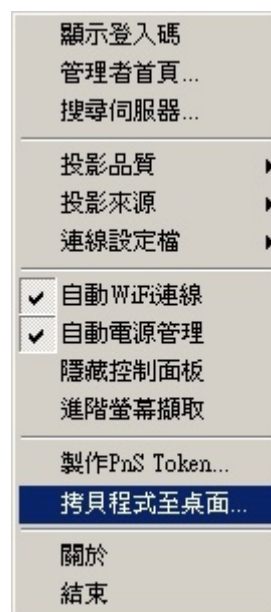 顯示登入碼
管理者首頁...
搜尋伺服器...
投影品質
投影來源
連線設定檔
自動WiFi連線
自動電源管理
隱藏控制面板
進階螢幕擷取
製作PnS Token...
拷貝程式至桌面...
關於
結束